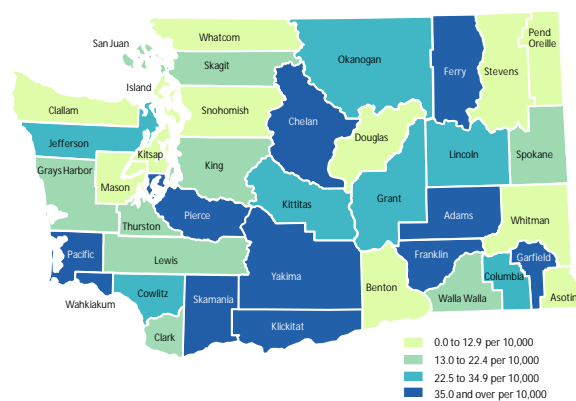 Whatcom
Pend
Oreille
San Juan
Skagit
Okanogan
Ferry
Stevens
Island
Snohomish
Clallam
Chelan
Douglas
Jefferson
Kitsap
Lincoln
Spokane
Grays Harbor
King
Mason
Kittitas
Grant
Pierce
Adams
Whitman
Thurston
Pacific
Lewis
Franklin
Garfield
Yakima
Columbia
Benton
Cowlitz
Skamania
Walla Walla
Asotin
Wahkiakum
Klickitat
Clark
0.0 to 12.9 per 10,000
13.0 to 22.4 per 10,000
22.5 to 34.9 per 10,000
35.0 and over per 10,000